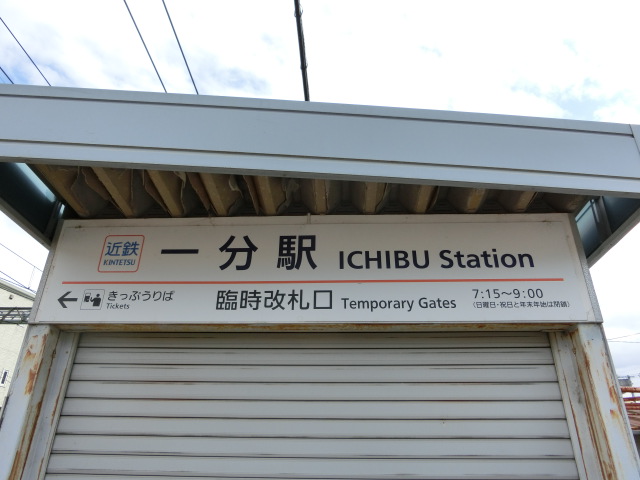 近鉄
KINTETSU
一分駅 ICHIBU Station
← きっぷうりば
Tickets
臨時改札口 Temporary Gates
7:15～9:00
(日曜日・祝日と年末年始は閉鎖)